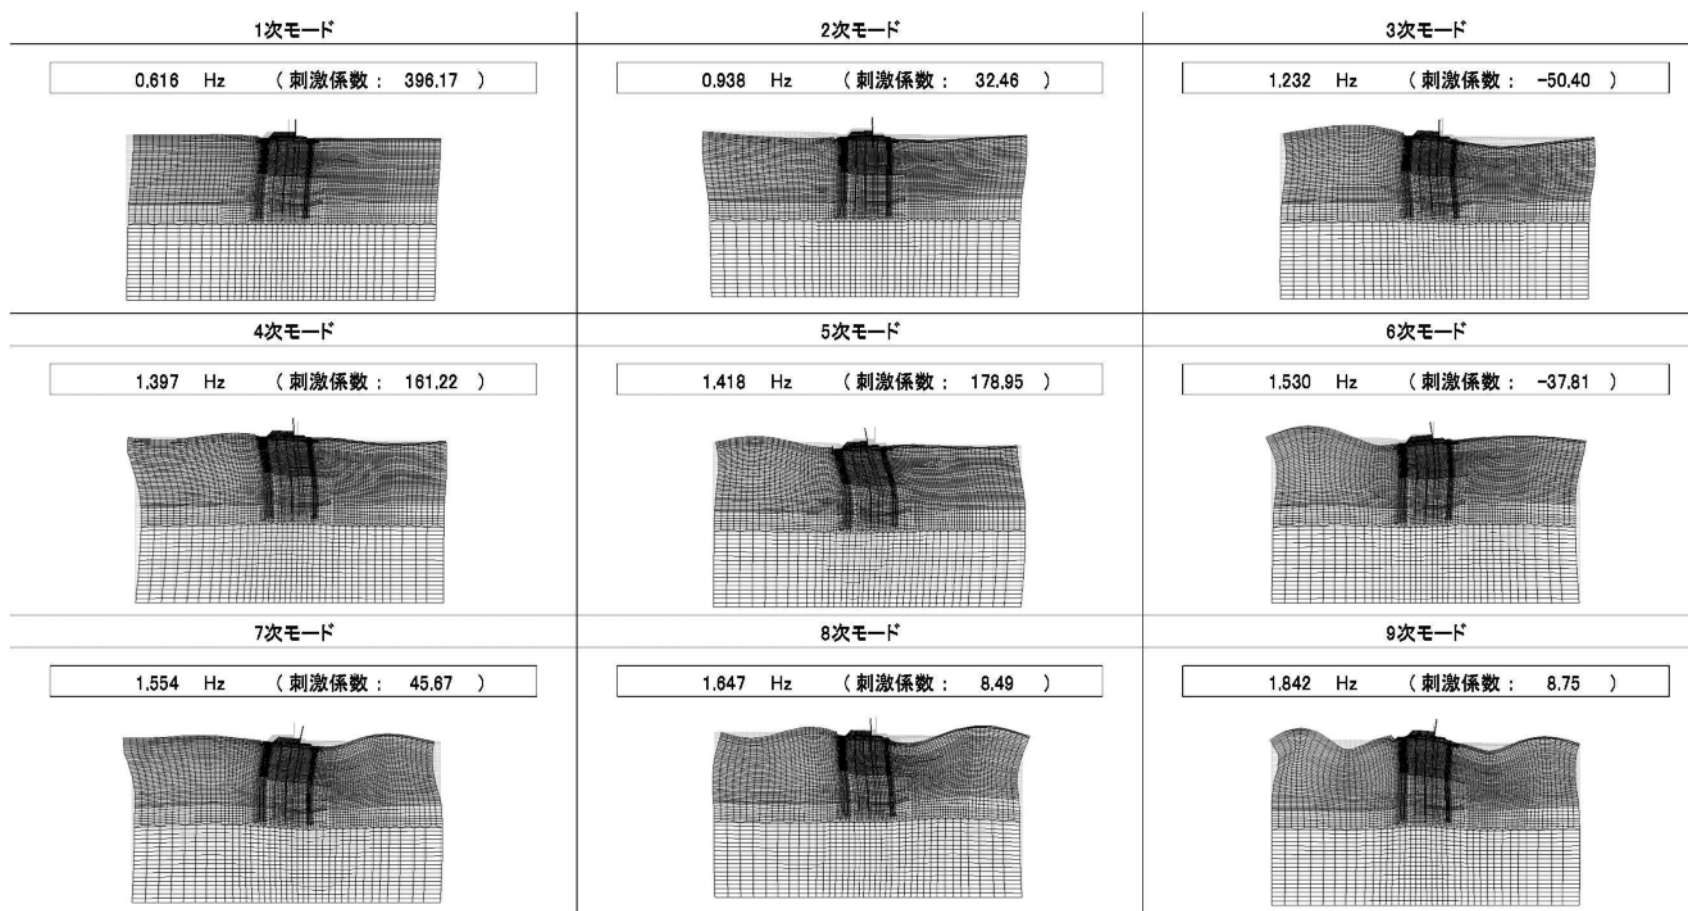 1次モード 2次モード 3次モード
0.616 Hz (刺激係数: 396.17 ) 0.938 Hz (刺激係数: 32.46 ) 1.232 Hz (刺激係数: -50.40 )
4次モード 5次モード 6次モード
1.397 Hz (刺激係数: 161.22 ) 1.418 Hz (刺激係数: 178.95 ) 1.530 Hz (刺激係数: -37.81 )
7次モード 8次モード 9次モード
1.554 Hz (刺激係数: 45.67 ) 1.647 Hz (刺激係数: 8.49 ) 1.842 Hz (刺激係数: 8.75 )